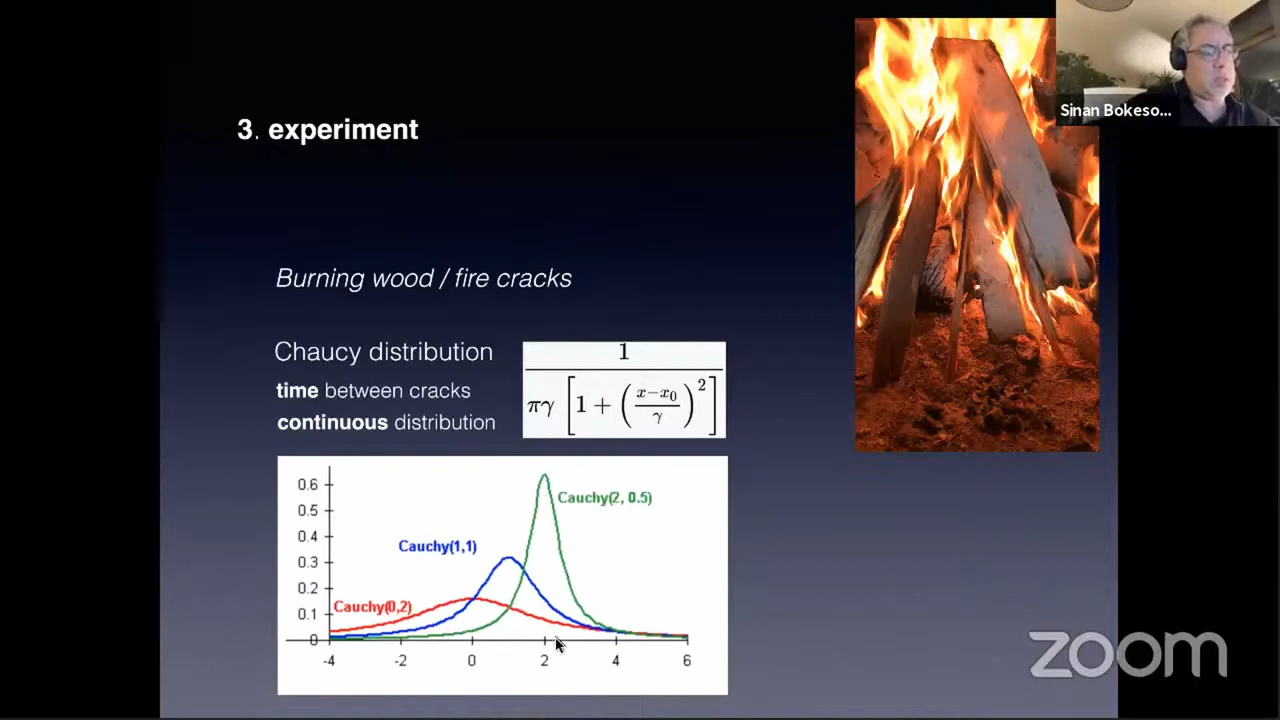 3. experiment
Sinan Bokeso...
Burning wood / fire cracks
Chaucy distribution
time between cracks
continuous distribution
1
πγ [1 + (x−x₀ / γ)²]
0.6
0.5
0.4
0.3
0.2
0.1
0
Cauchy(2, 0.5)
Cauchy(1,1)
Cauchy(0,2)
-4 -2 0 2 4 6
zoom